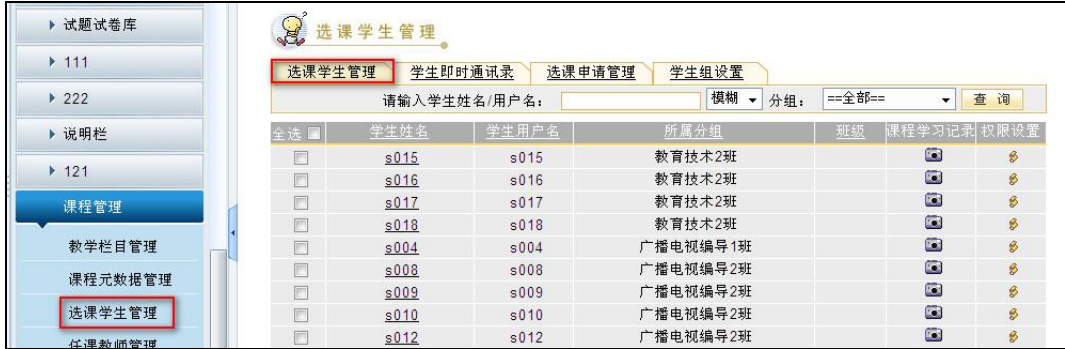 试题试卷库
111
222
说明栏
121
课程管理
教学栏目管理
课程元数据管理
选课学生管理
任课教师管理
选课学生管理
选课学生管理 学生即时通讯录 选课申请管理 学生组设置
请输入学生姓名/用户名： 模糊 分组： ==全部== 查 询
全选 学生姓名 学生用户名 所属分组 班级 课程学习记录 权限设置
s015 s015 教育技术2班
s016 s016 教育技术2班
s017 s017 教育技术2班
s018 s018 教育技术2班
s004 s004 广播电视编导1班
s008 s008 广播电视编导2班
s009 s009 广播电视编导2班
s010 s010 广播电视编导2班
s012 s012 广播电视编导2班